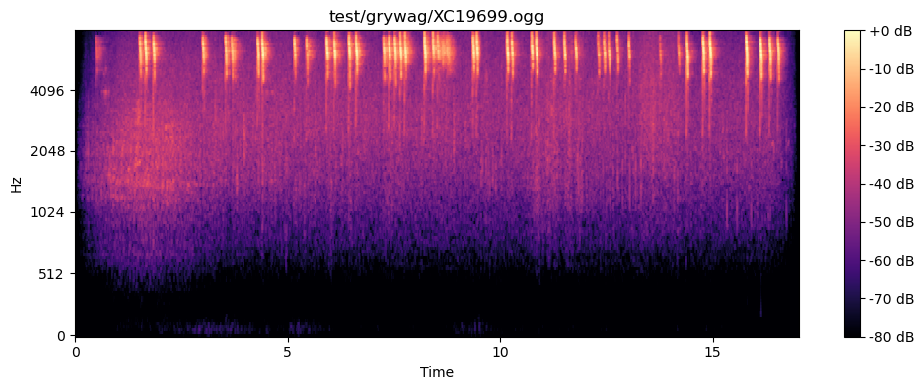 test/grywag/XC19699.ogg
Hz
4096
2048
1024
512
0
0
5
10
15
Time
+0 dB
-10 dB
-20 dB
-30 dB
-40 dB
-50 dB
-60 dB
-70 dB
-80 dB